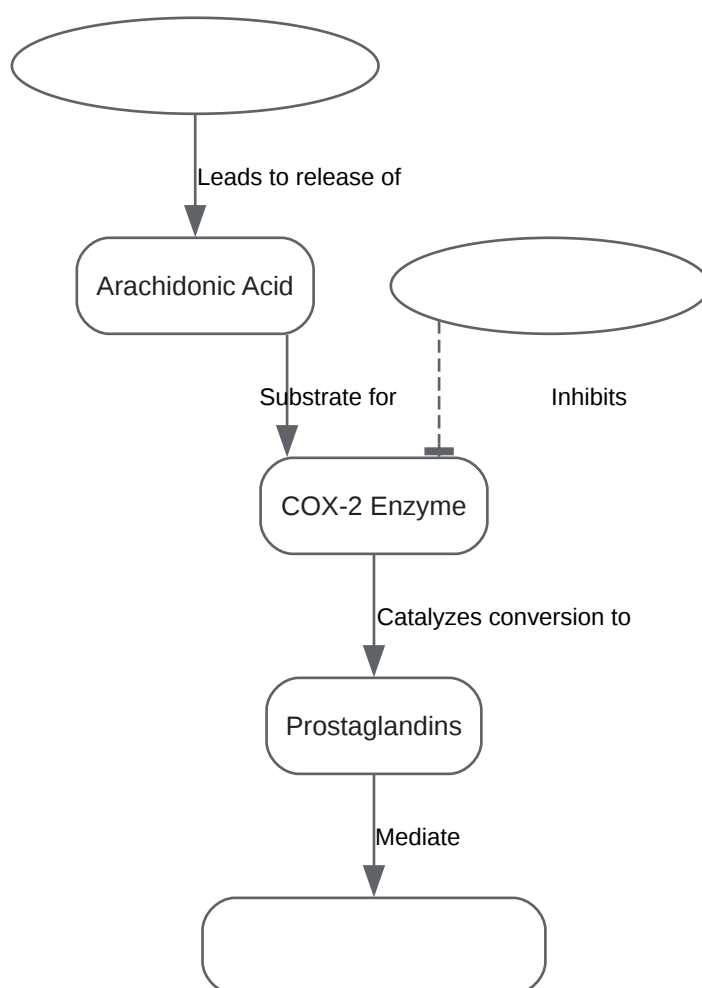 Leads to release of
Arachidonic Acid
Substrate for
Inhibits
COX-2 Enzyme
Catalyzes conversion to
Prostaglandins
Mediate